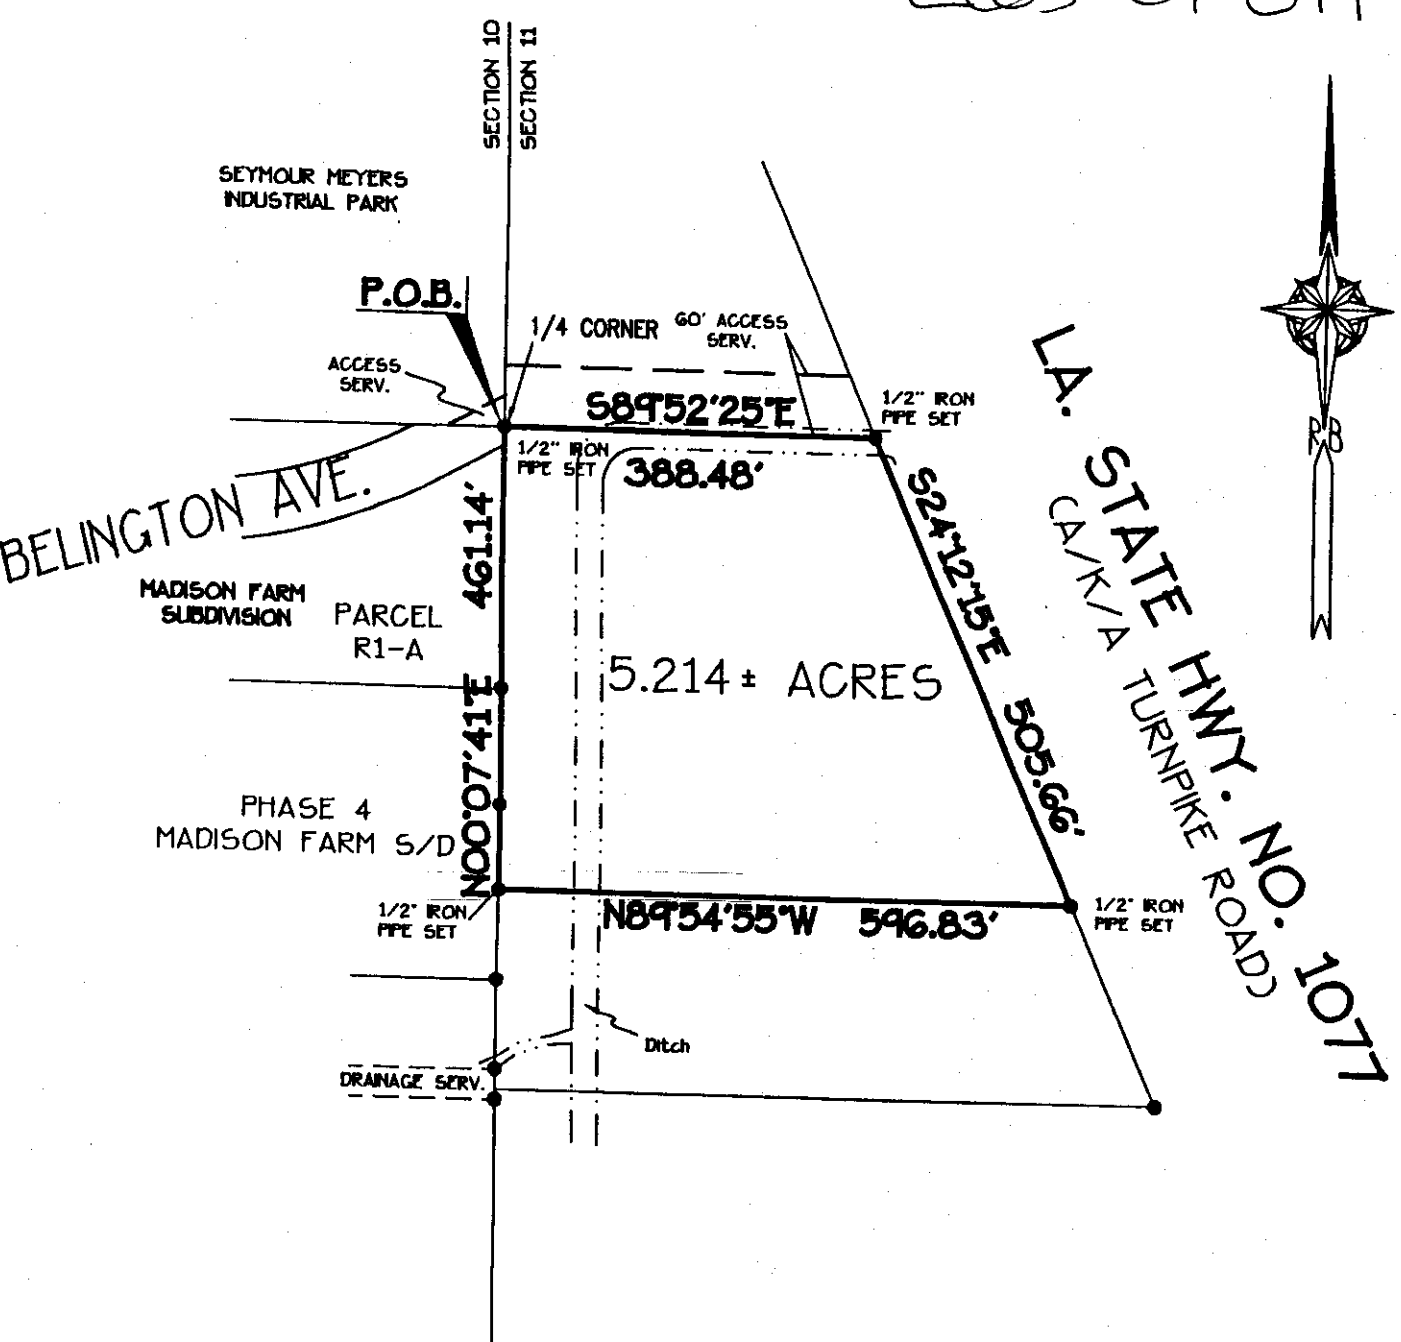 SECTION 10
SECTION 11
SEYMOUR MEYERS
INDUSTRIAL PARK
P.O.B.
1/4 CORNER
60' ACCESS
SERV.
ACCESS
SERV.
S89°52'25"E
388.48'
1/2" IRON
PIPE SET
1/2" IRON
PIPE SET
BELINGTON AVE.
461.14'
N00°07'41"E
S24°12'15"E 505.66'
LA. STATE HWY. NO. 1077
(A/K/A TURNPIKE ROAD)
RB
MADISON FARM
SUBDIVISION
PARCEL
R1-A
5.214 ± ACRES
PHASE 4
MADISON FARM S/D
1/2" IRON
PIPE SET
N89°54'55"W 596.83'
1/2" IRON
PIPE SET
Ditch
DRAINAGE SERV.